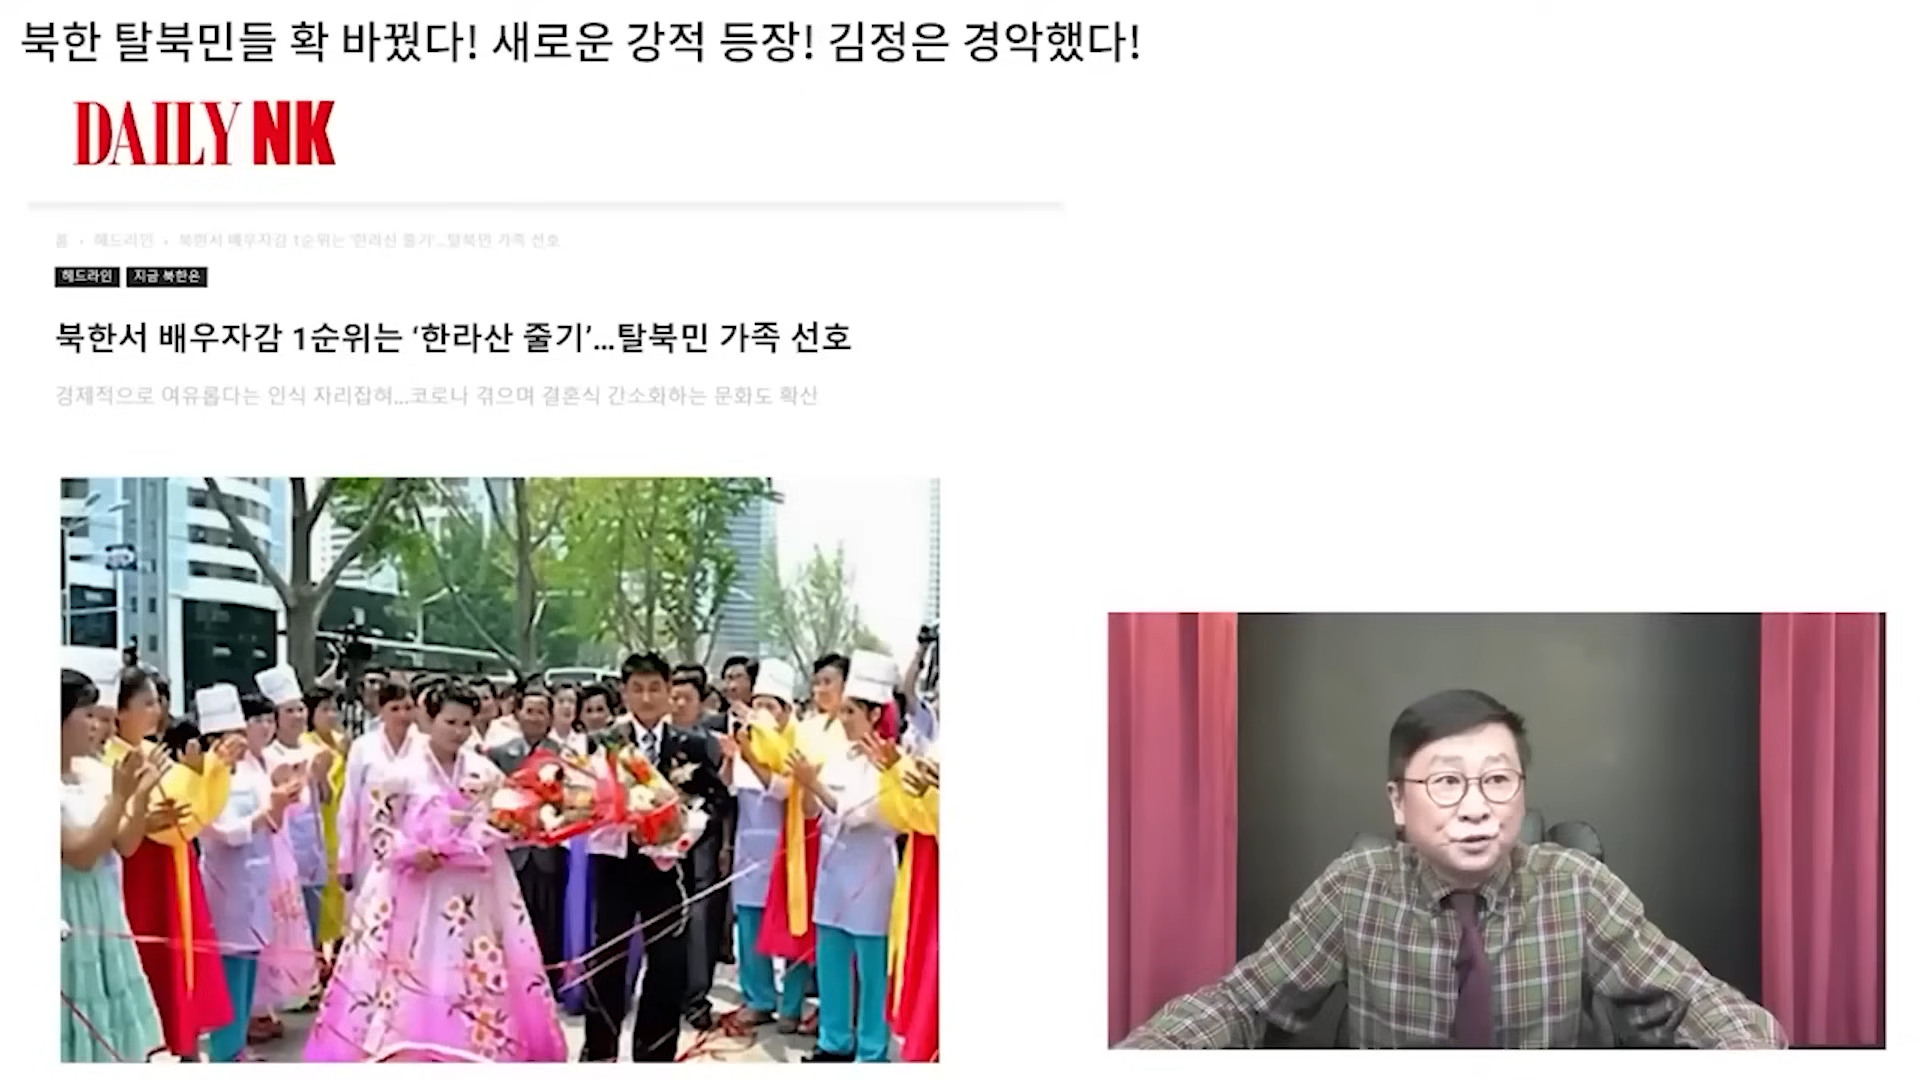 북한 탈북민들 확 바꿨다! 새로운 강적 등장! 김정은 경악했다!
DAILY NK
홈 › 헤드라인 › 북한서 배우자감 1순위는 ‘한라산 줄기’...탈북민 가족 선호
헤드라인 지금 북한은
북한서 배우자감 1순위는 ‘한라산 줄기’...탈북민 가족 선호
경제적으로 여유롭다는 인식 자리잡혀...코로나 겪으며 결혼식 간소화하는 문화도 확산